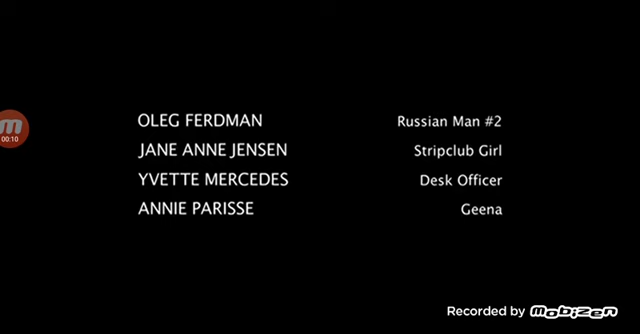 OLEG FERDMAN Russian Man #2
m
00:10
JANE ANNE JENSEN Stripclub Girl
YVETTE MERCEDES Desk Officer
ANNIE PARISSE Geena
Recorded by mobizen